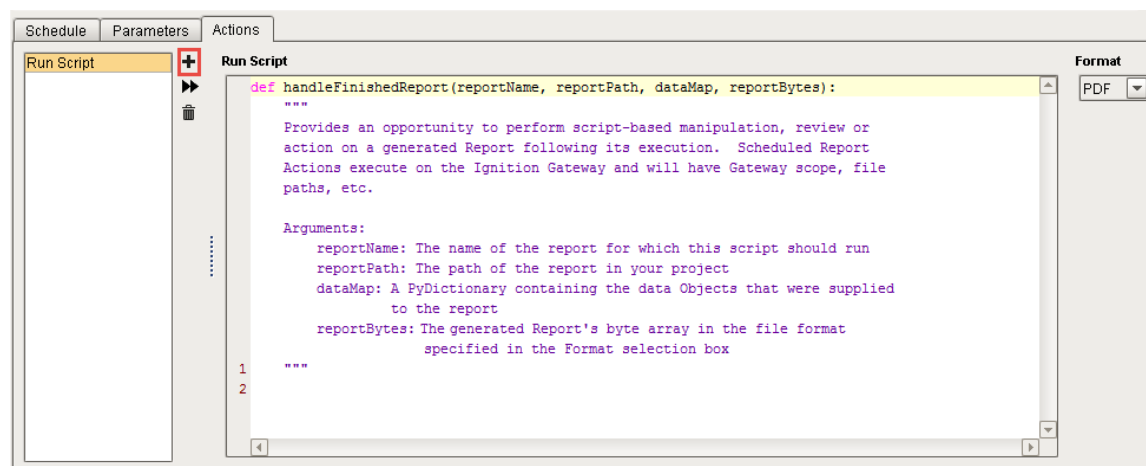 Schedule Parameters Actions
Run Script
Run Script
Format
PDF
def handleFinishedReport(reportName, reportPath, dataMap, reportBytes):
"""
Provides an opportunity to perform script-based manipulation, review or
action on a generated Report following its execution. Scheduled Report
Actions execute on the Ignition Gateway and will have Gateway scope, file
paths, etc.
Arguments:
reportName: The name of the report for which this script should run
reportPath: The path of the report in your project
dataMap: A PyDictionary containing the data Objects that were supplied
to the report
reportBytes: The generated Report's byte array in the file format
specified in the Format selection box
1 """
2